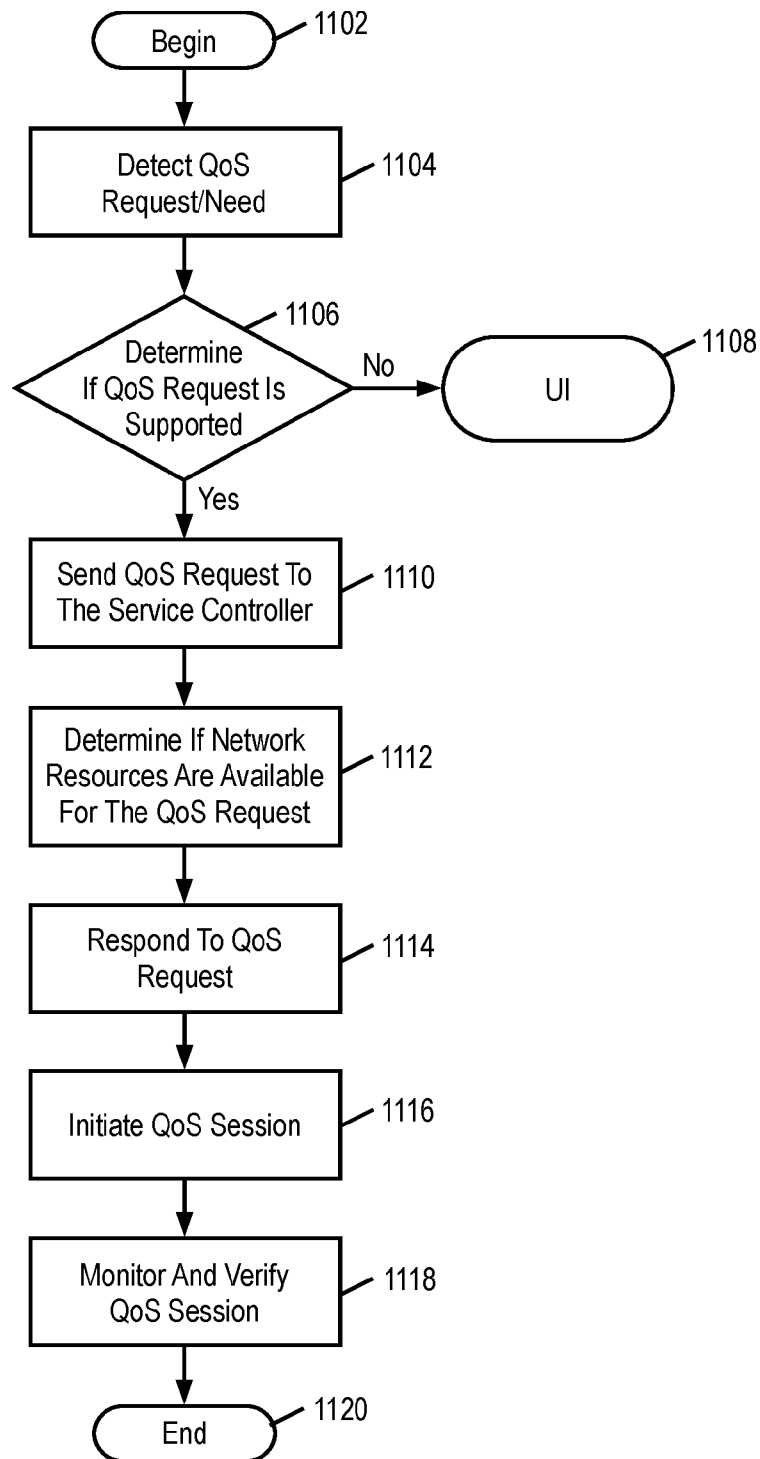 Begin
1102
Detect QoS
Request/Need
1104
1106
Determine
If QoS Request Is
Supported
No
UI
1108
Yes
Send QoS Request To
The Service Controller
1110
Determine If Network
Resources Are Available
For The QoS Request
1112
Respond To QoS
Request
1114
Initiate QoS Session
1116
Monitor And Verify
QoS Session
1118
End
1120